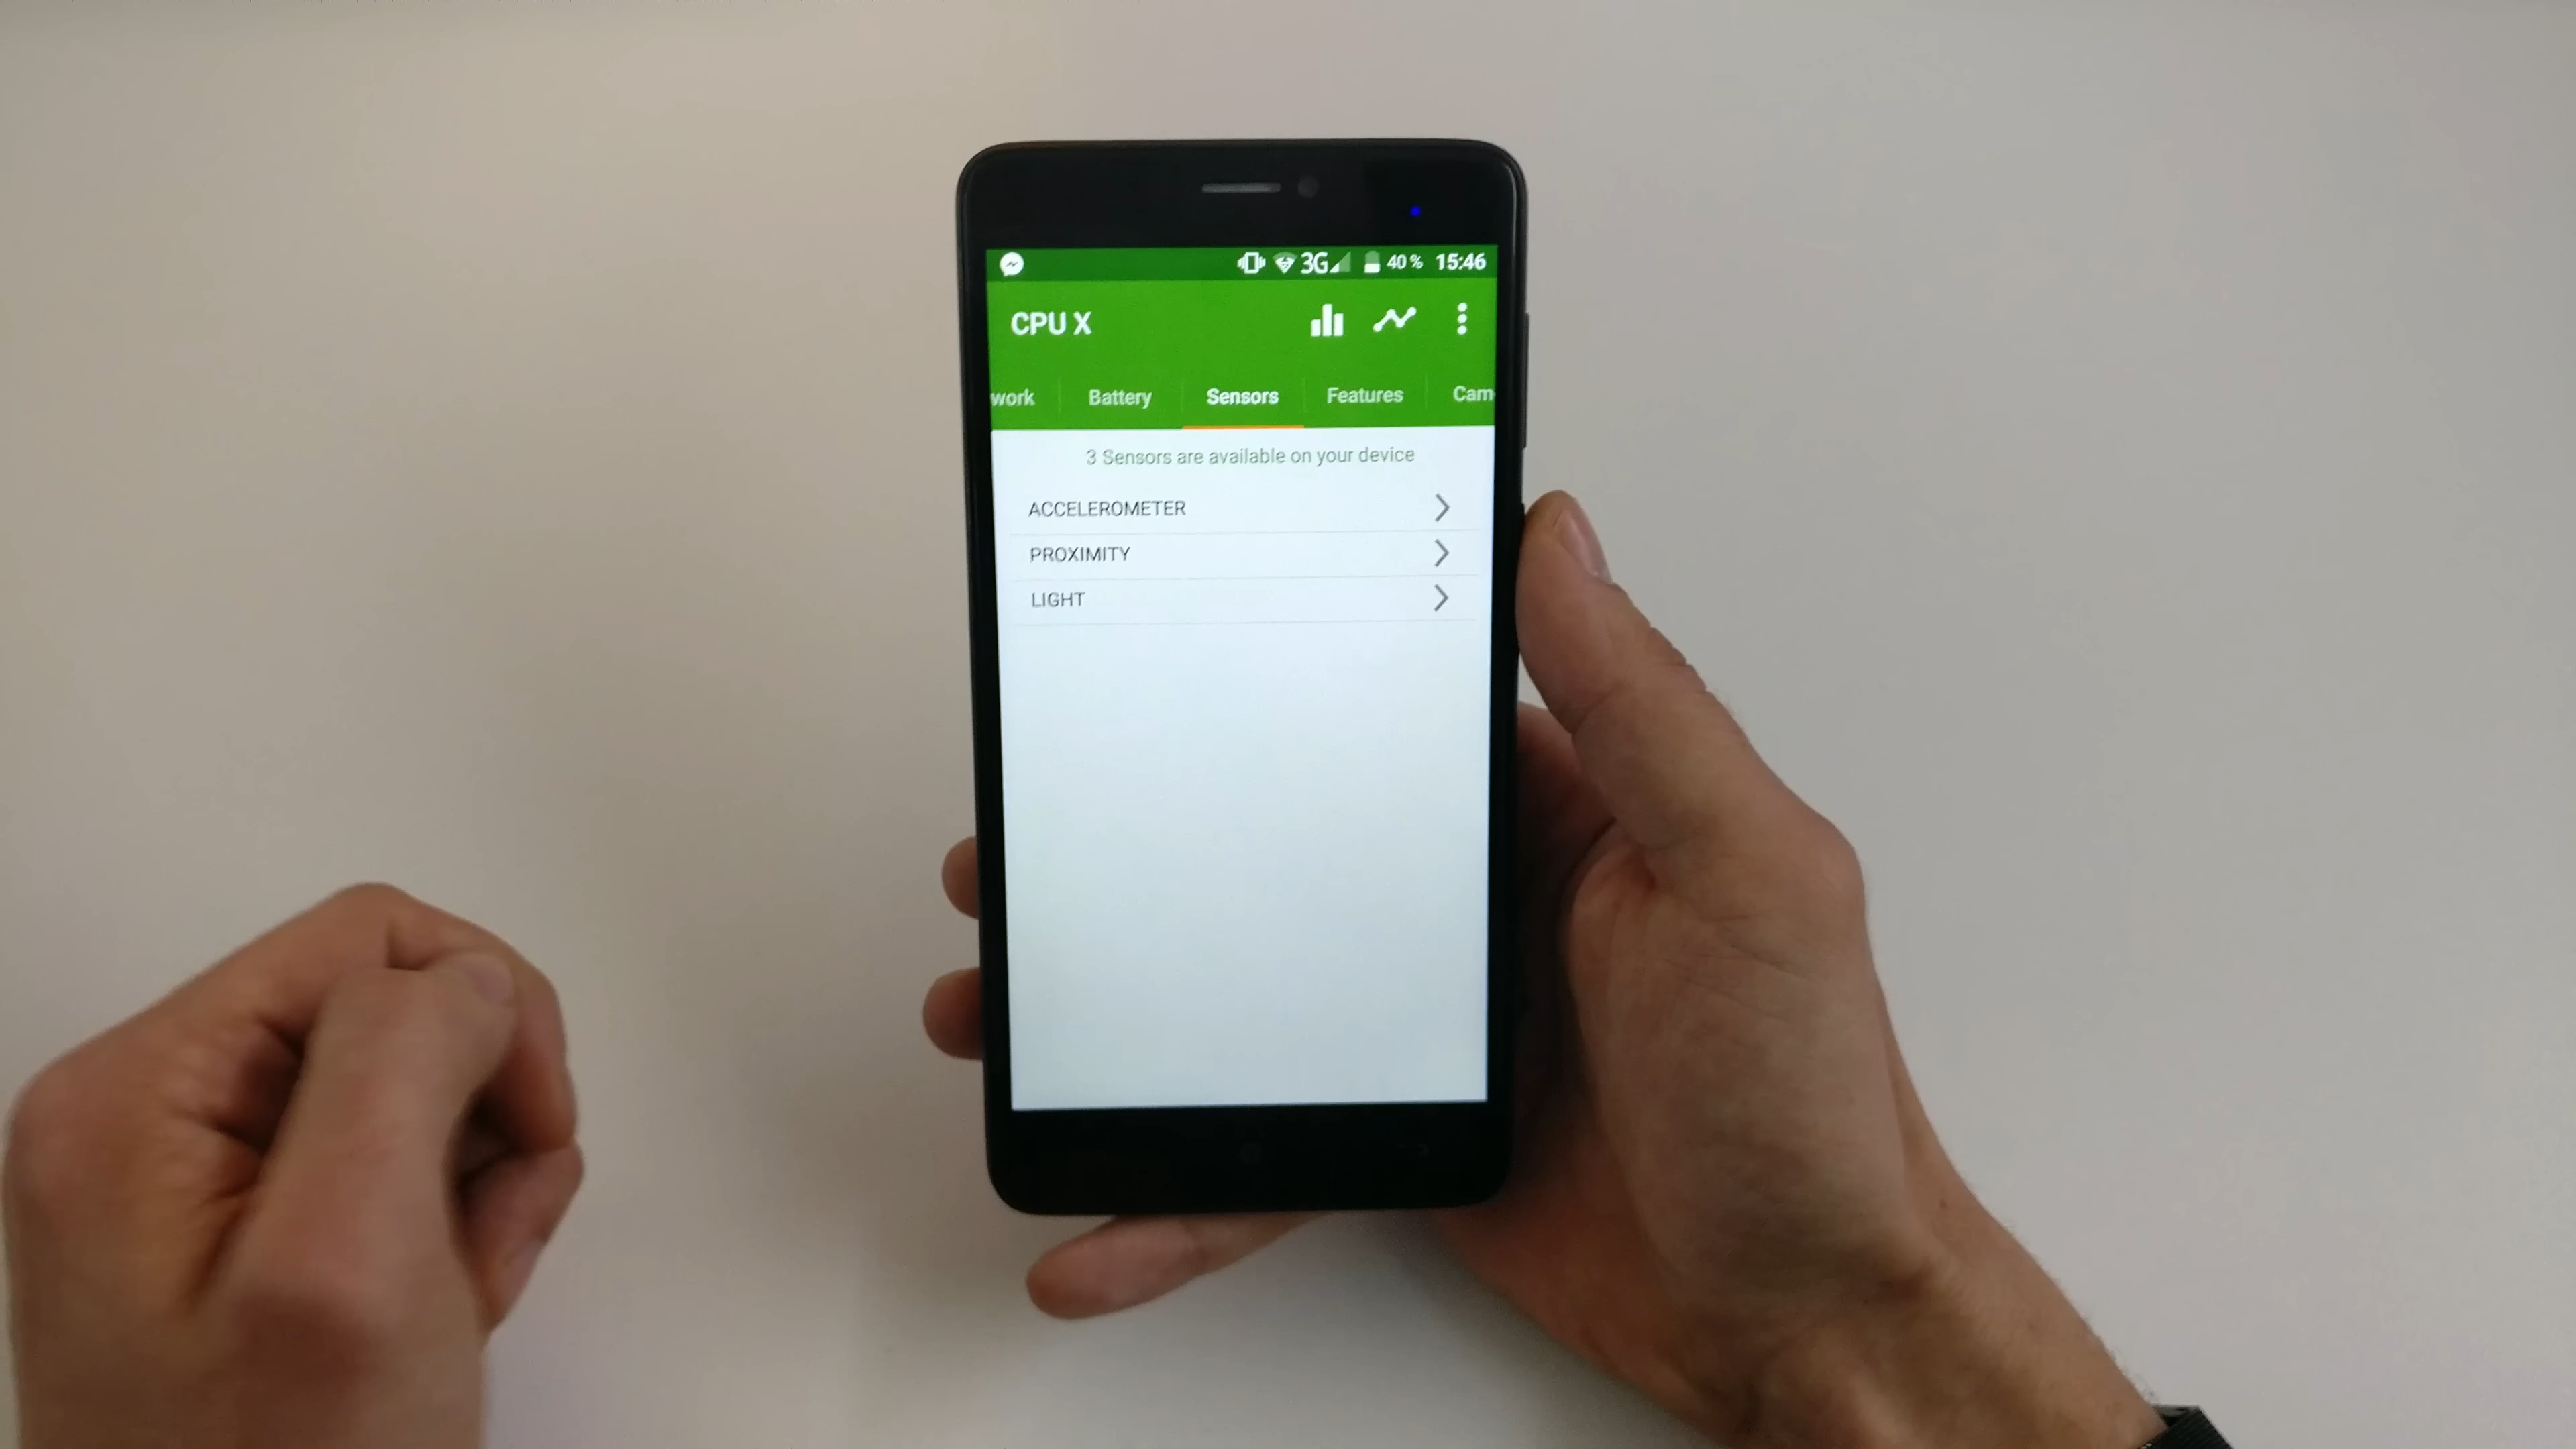 3G 40 % 15:46
CPU X
work Battery Sensors Features Cam
3 Sensors are available on your device
ACCELEROMETER
PROXIMITY
LIGHT